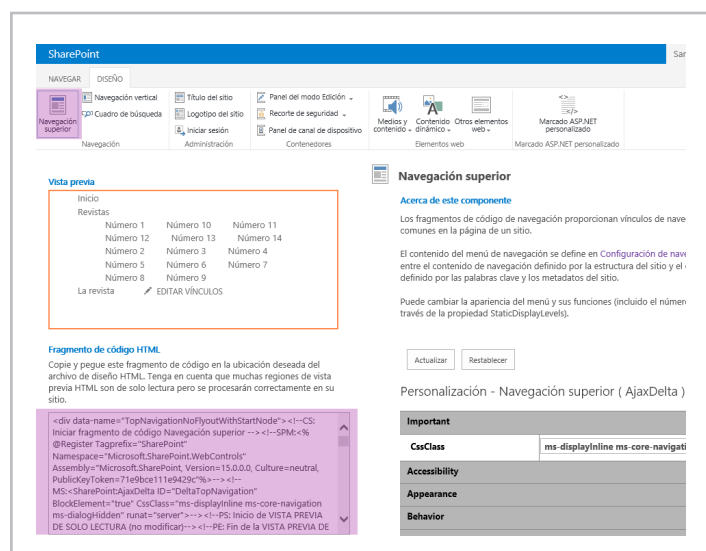 SharePoint
NAVEGAR DISEÑO
Navegación superior
Navegación vertical
Cuadro de búsqueda
Navegación
Título del sitio
Logotipo del sitio
Iniciar sesión
Administración
Panel del modo Edición
Recorte de seguridad
Panel de canal de dispositivo
Contenedores
Medios y contenido
Contenido dinámico
Otros elementos web
Elementos web
Marcado ASP.NET personalizado
Marcado ASP.NET personalizado
Vista previa
Inicio
Revistas
Número 1 Número 10 Número 11
Número 12 Número 13 Número 14
Número 2 Número 3 Número 4
Número 5 Número 6 Número 7
Número 8 Número 9
La revista EDITAR VÍNCULOS
Fragmento de código HTML
Copie y pegue este fragmento de código en la ubicación deseada del
archivo de diseño HTML. Tenga en cuenta que muchas regiones de vista
previa HTML son de solo lectura pero se procesarán correctamente en su
sitio.
<div data-name="TopNavigationNoFlyoutWithStartNode"><!--CS:
Iniciar fragmento de código Navegación superior --><!--SPM:<%
@Register Tagprefix="SharePoint"
Namespace="Microsoft.SharePoint.WebControls"
Assembly="Microsoft.SharePoint, Version=15.0.0.0, Culture=neutral,
PublicKeyToken=71e9bce111e9429c"%>--><!--
MS:<SharePoint:AjaxDelta ID="DeltaTopNavigation"
BlockElement="true" CssClass="ms-displayInline ms-core-navigation
ms-dialogHidden" runat="server">--><!--PS: Inicio de VISTA PREVIA
DE SOLO LECTURA (no modificar)--><!--PE: Fin de la VISTA PREVIA DE
Navegación superior
Acerca de este componente
Los fragmentos de código de navegación proporcionan vínculos de nave
comunes en la página de un sitio.
El contenido del menú de navegación se define en Configuración de nave
entre el contenido de navegación definido por la estructura del sitio y el
definido por las palabras clave y los metadatos del sitio.
Puede cambiar la apariencia del menú y sus funciones (incluido el númer
través de la propiedad StaticDisplayLevels).
Actualizar Restablecer
Personalización - Navegación superior ( AjaxDelta )
Important
CssClass ms-displayInline ms-core-navigati
Accessibility
Appearance
Behavior